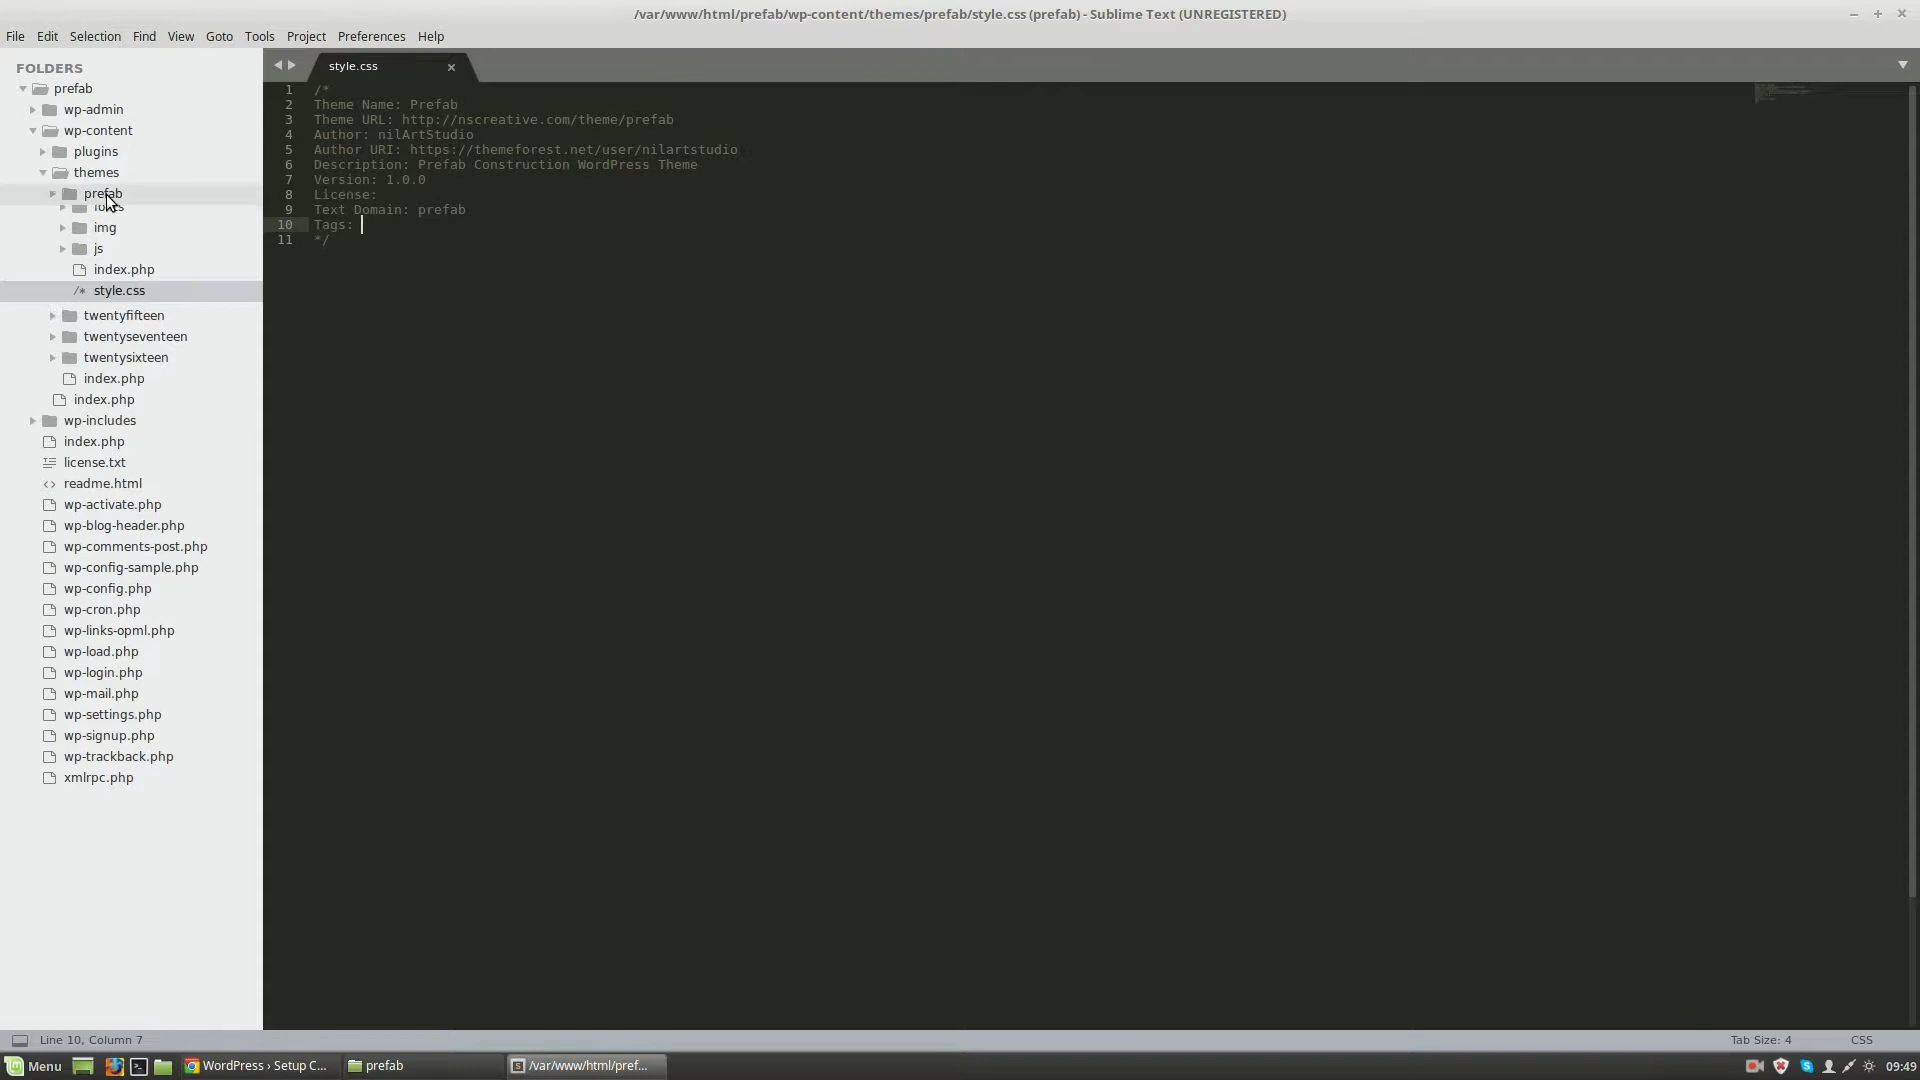 /var/www/html/prefab/wp-content/themes/prefab/style.css (prefab) - Sublime Text (UNREGISTERED)
File Edit Selection Find View Goto Tools Project Preferences Help
FOLDERS
prefab
wp-admin
wp-content
plugins
themes
prefab
img
js
index.php
/* style.css
twentyfifteen
twentyseventeen
twentysixteen
index.php
index.php
wp-includes
index.php
license.txt
<> readme.html
wp-activate.php
wp-blog-header.php
wp-comments-post.php
wp-config-sample.php
wp-config.php
wp-cron.php
wp-links-opml.php
wp-load.php
wp-login.php
wp-mail.php
wp-settings.php
wp-signup.php
wp-trackback.php
xmlrpc.php
style.css
1 /*
2 Theme Name: Prefab
3 Theme URL: http://nscreative.com/theme/prefab
4 Author: nilArtStudio
5 Author URI: https://themeforest.net/user/nilartstudio
6 Description: Prefab Construction WordPress Theme
7 Version: 1.0.0
8 License:
9 Text Domain: prefab
10 Tags:
11 */
Line 10, Column 7
Tab Size: 4 CSS
Menu WordPress › Setup C... prefab /var/www/html/pref... 09:49